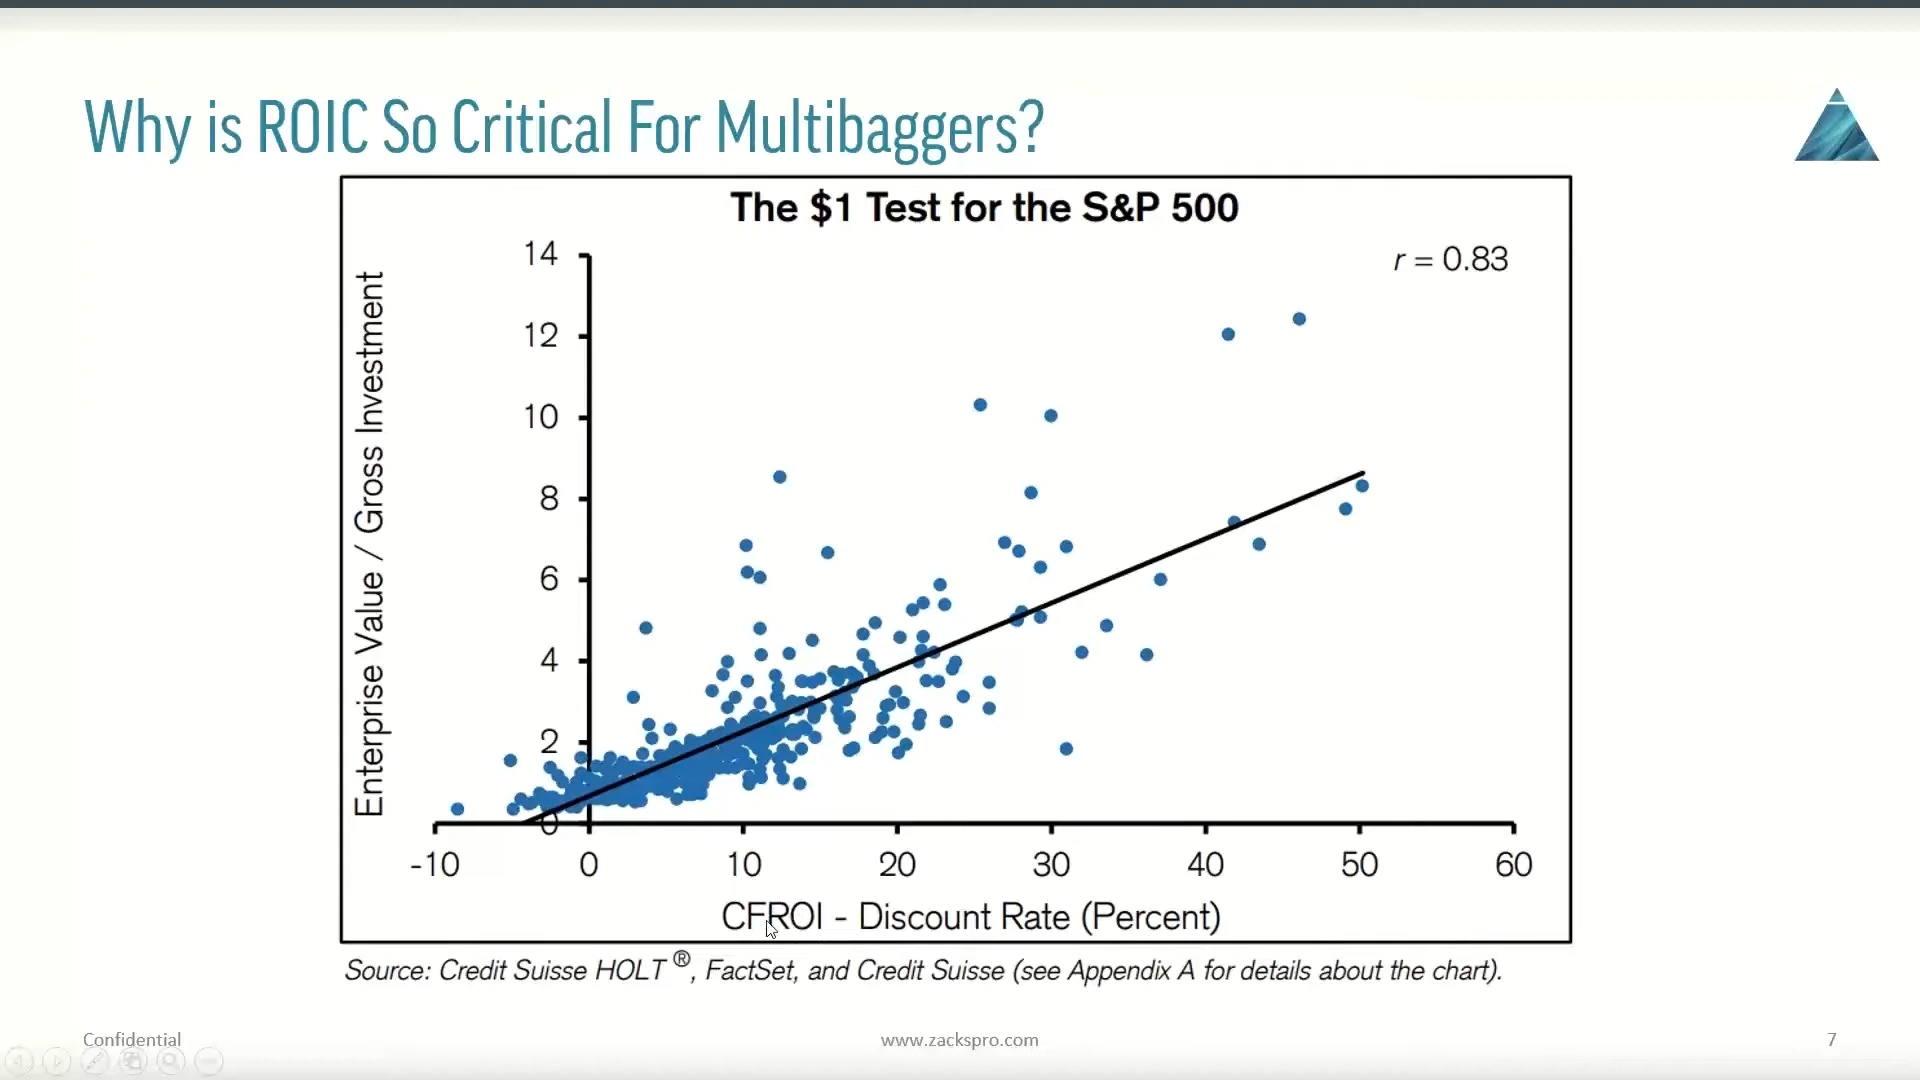 Why is ROIC So Critical For Multibaggers?
The $1 Test for the S&P 500
r = 0.83
Enterprise Value / Gross Investment
14
12
10
8
6
4
2
0
-10 0 10 20 30 40 50 60
CFROI - Discount Rate (Percent)
Source: Credit Suisse HOLT ®, FactSet, and Credit Suisse (see Appendix A for details about the chart).
Confidential www.zackspro.com 7